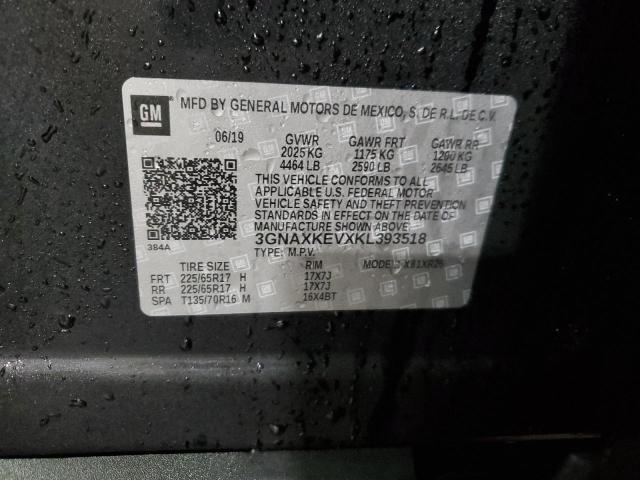 GM
MFD BY GENERAL MOTORS DE MEXICO, S. DE R.L. DE C.V.
06/19 GVWR GAWR FRT GAWR RR
2025 KG 1175 KG 1200 KG
4464 LB 2590 LB 2645 LB
THIS VEHICLE CONFORMS TO ALL
APPLICABLE U.S. FEDERAL MOTOR
VEHICLE SAFETY AND THEFT PREVENTION
STANDARDS IN EFFECT ON THE DATE
OF MANUFACTURE SHOWN ABOVE.
384A
3GNAXKEVXKL393518
TYPE: M.P.V. MODEL:
TIRE SIZE RIM
FRT 225/65R17 H 17X7J
RR 225/65R17 H 17X7J
SPA T135/70R16 M 16X4BT